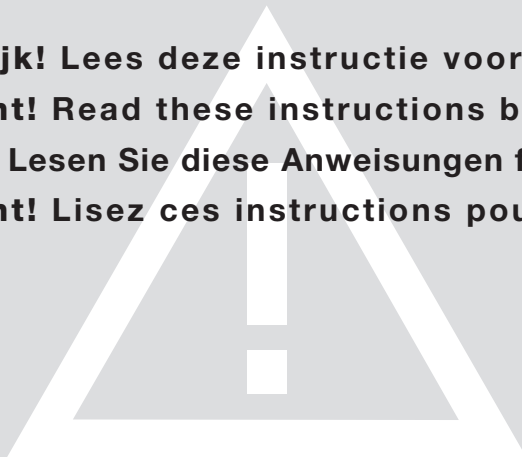 jk! Lees deze instructie voor
nt! Read these instructions b
Lesen Sie diese Anweisungen f
nt! Lisez ces instructions pou